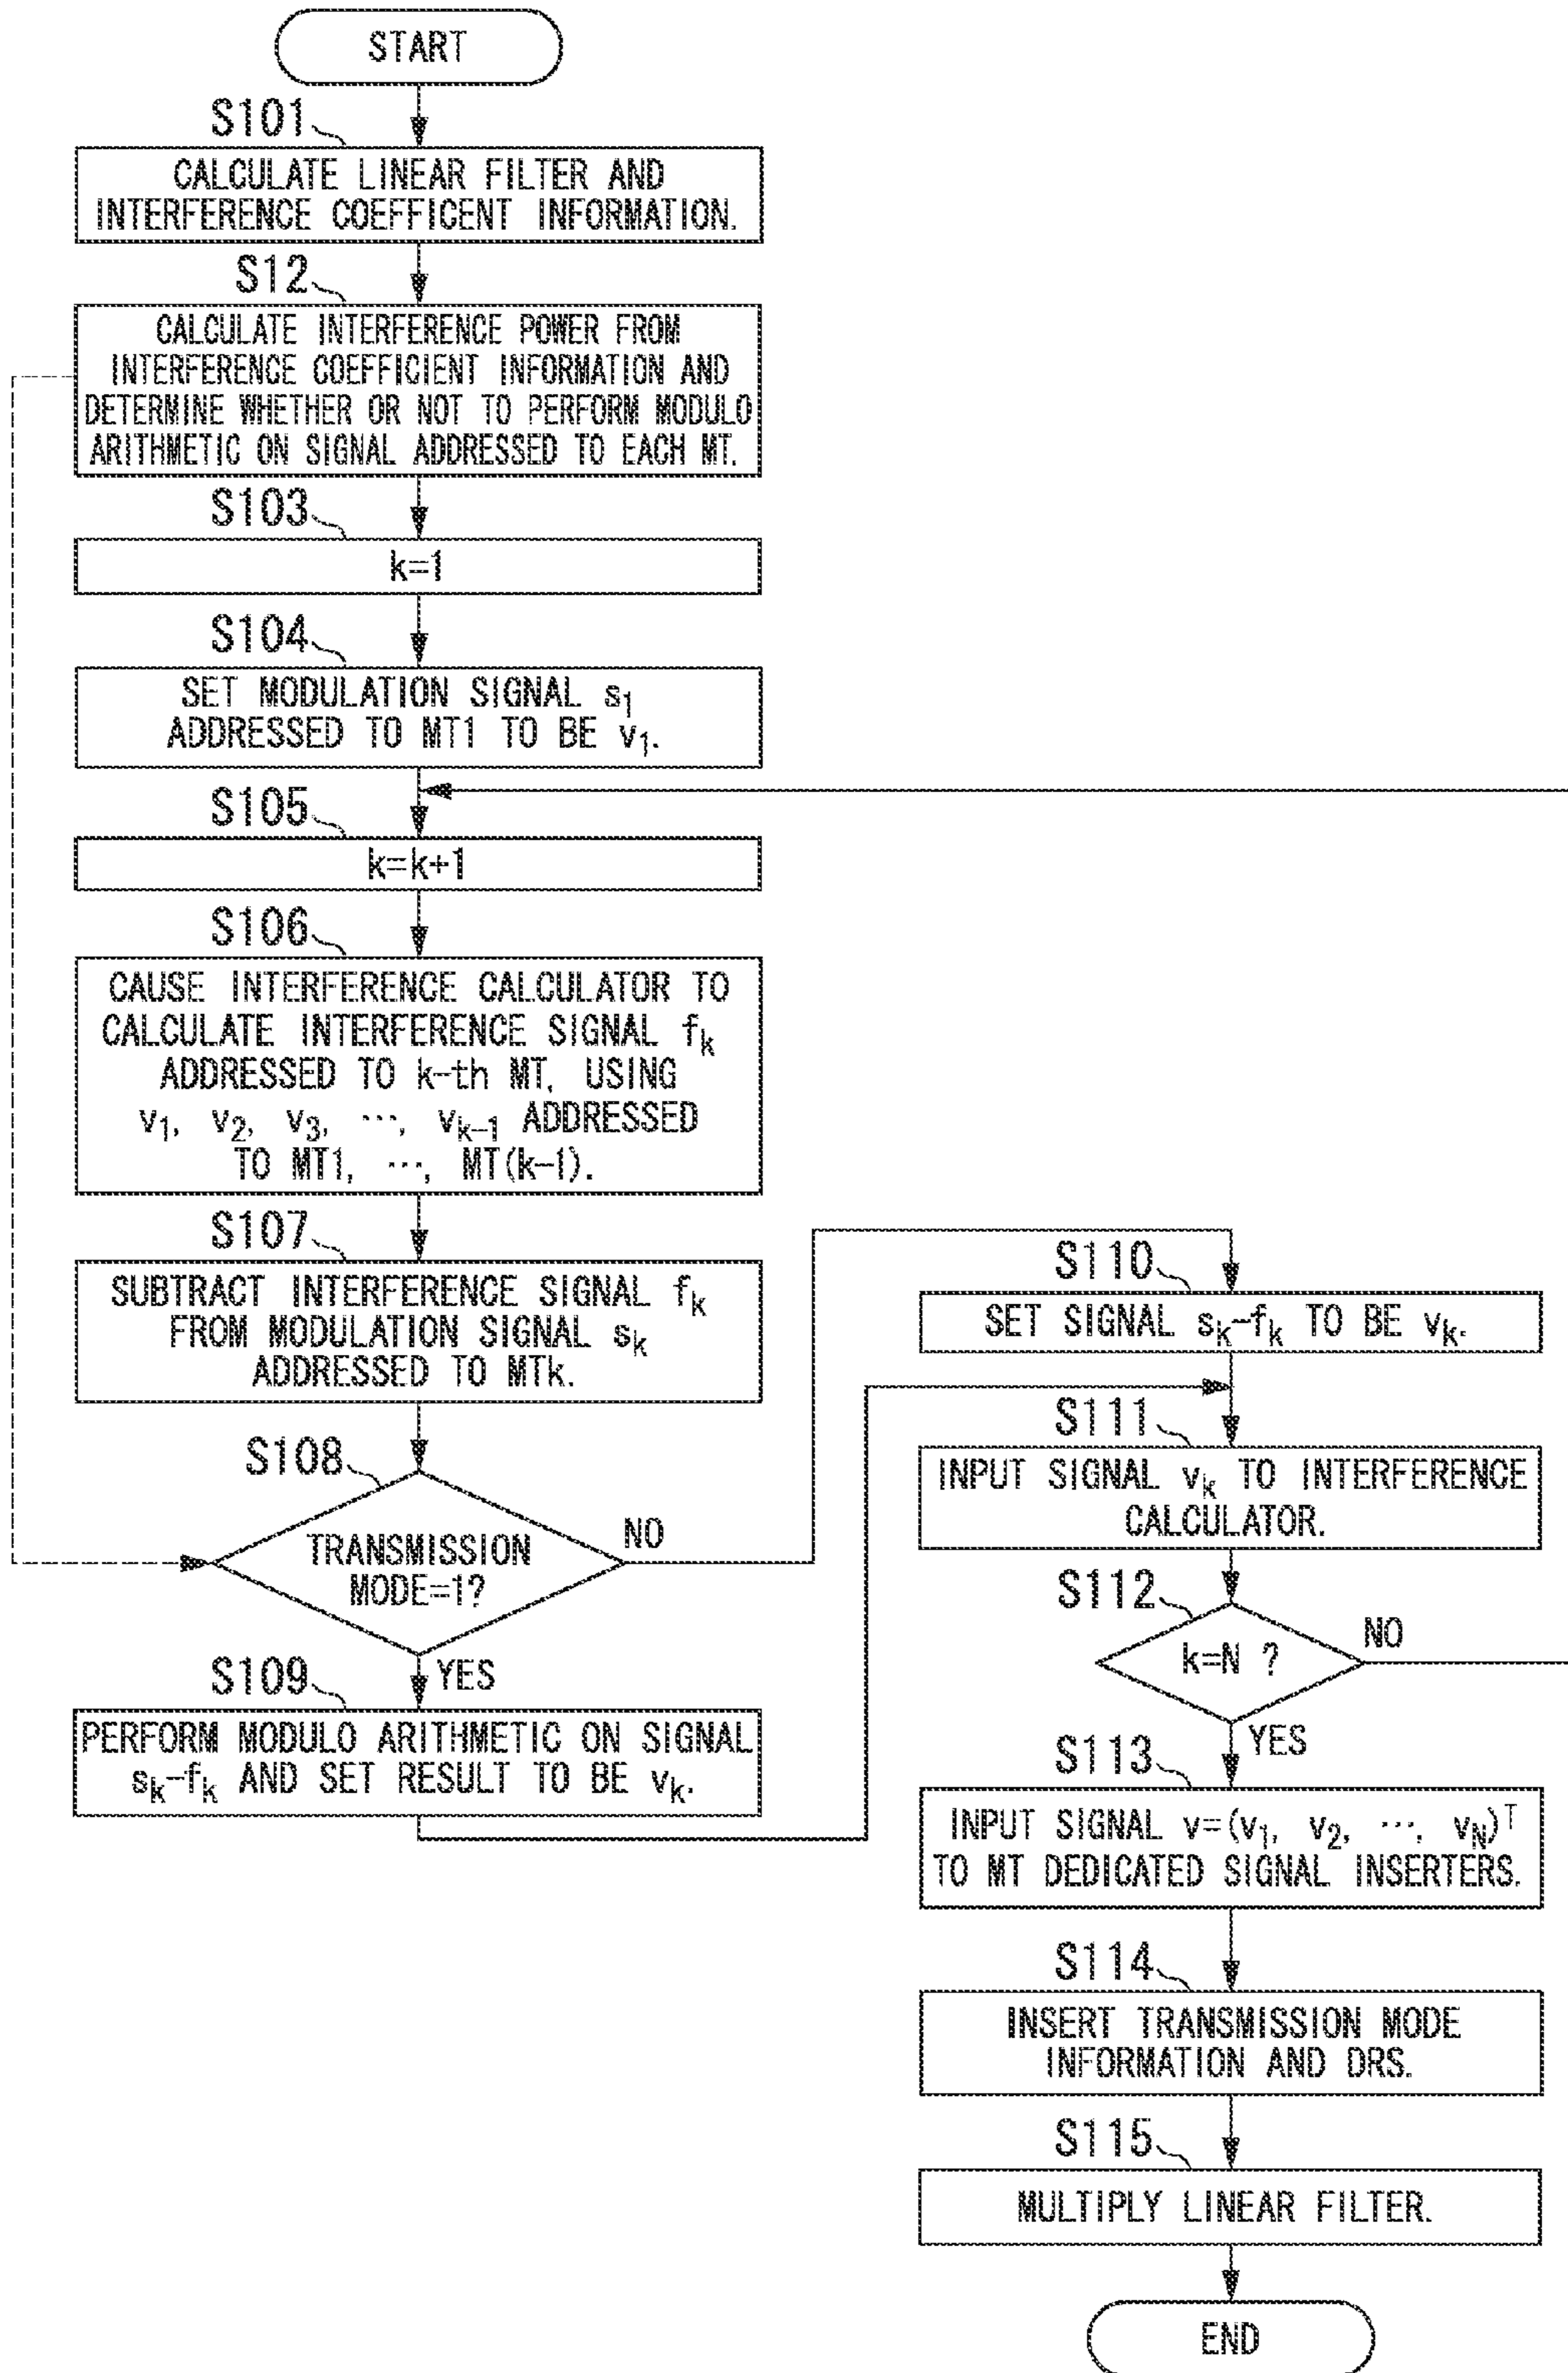 START
S101
CALCULATE LINEAR FILTER AND
INTERFERENCE COEFFICENT INFORMATION.
S12
CALCULATE INTERFERENCE POWER FROM
INTERFERENCE COEFFICIENT INFORMATION AND
DETERMINE WHETHER OR NOT TO PERFORM MODULO
ARITHMETIC ON SIGNAL ADDRESSED TO EACH MT.
S103
k=1
S104
SET MODULATION SIGNAL s1
ADDRESSED TO MT1 TO BE v1.
S105
k=k+1
S106
CAUSE INTERFERENCE CALCULATOR TO
CALCULATE INTERFERENCE SIGNAL fk
ADDRESSED TO k-th MT, USING
v1, v2, v3, ···, vk-1 ADDRESSED
TO MT1, ···, MT(k-1).
S107
SUBTRACT INTERFERENCE SIGNAL fk
FROM MODULATION SIGNAL sk
ADDRESSED TO MTk.
S108
TRANSMISSION
MODE=1?
NO
YES
S109
PERFORM MODULO ARITHMETIC ON SIGNAL
sk-fk AND SET RESULT TO BE vk.
S110
SET SIGNAL sk-fk TO BE vk.
S111
INPUT SIGNAL vk TO INTERFERENCE
CALCULATOR.
S112
k=N ?
NO
YES
S113
INPUT SIGNAL v=(v1, v2, ···, vN)T
TO MT DEDICATED SIGNAL INSERTERS.
S114
INSERT TRANSMISSION MODE
INFORMATION AND DRS.
S115
MULTIPLY LINEAR FILTER.
END